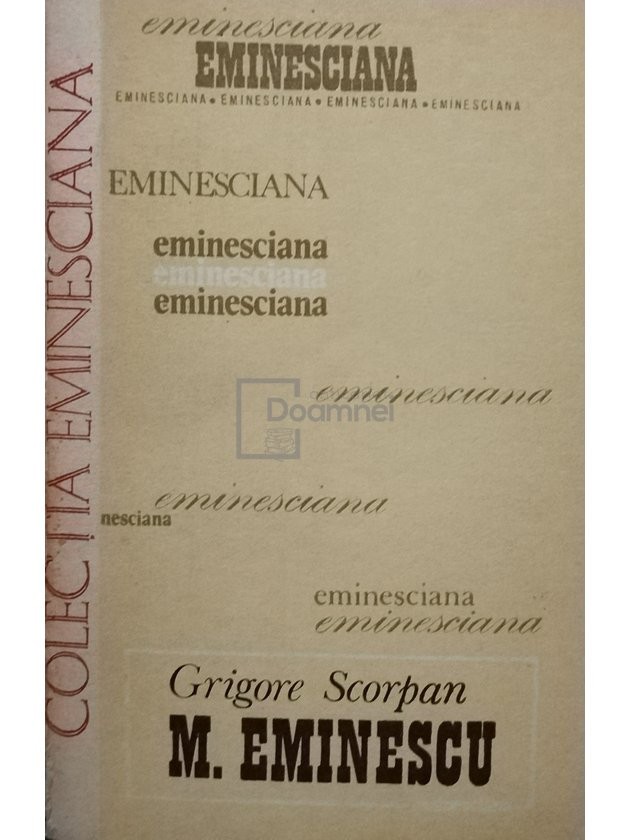 eminesciana
EMINESCIANA
EMINESCIANA • EMINESCIANA • EMINESCIANA • EMINESCIANA
COLECȚIA EMINESCIANA
EMINESCIANA
eminesciana
eminesciana
eminesciana
eminesciana
Doamnei
eminesciana
nesciana
eminesciana
eminesciana
Grigore Scorpan
M. EMINESCU